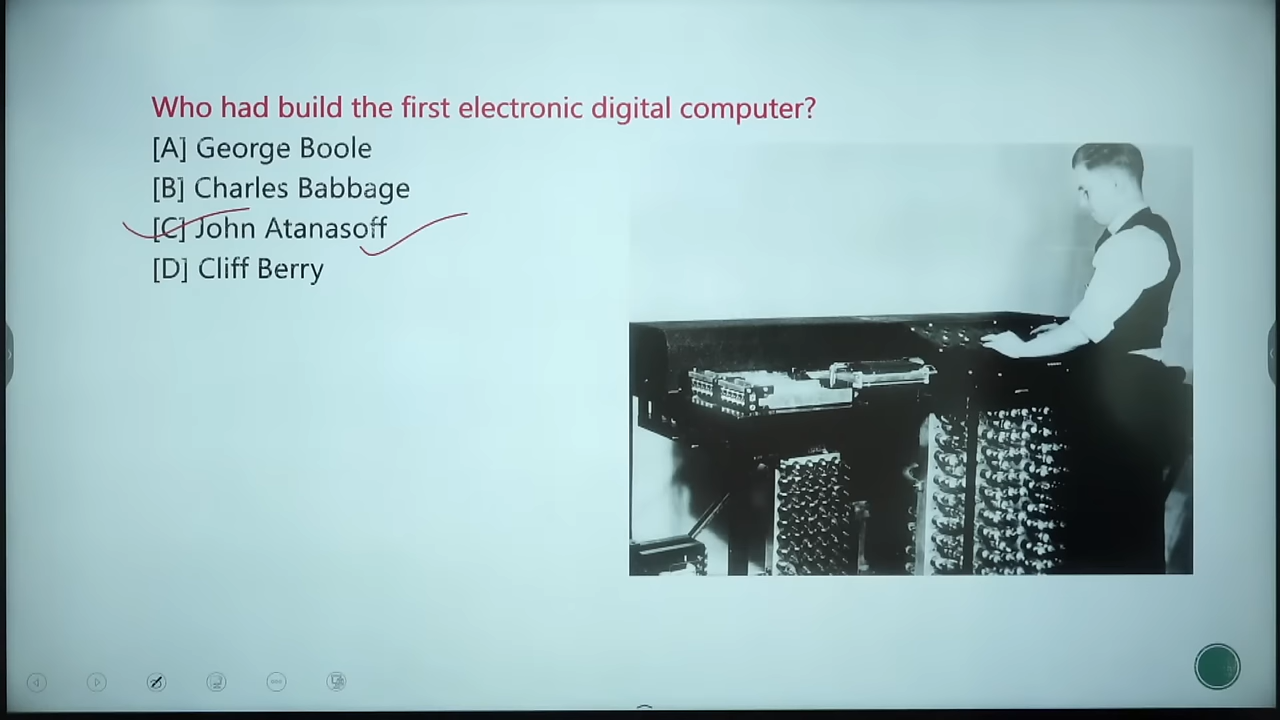 Who had build the first electronic digital computer?
[A] George Boole
[B] Charles Babbage
[C] John Atanasoff
[D] Cliff Berry